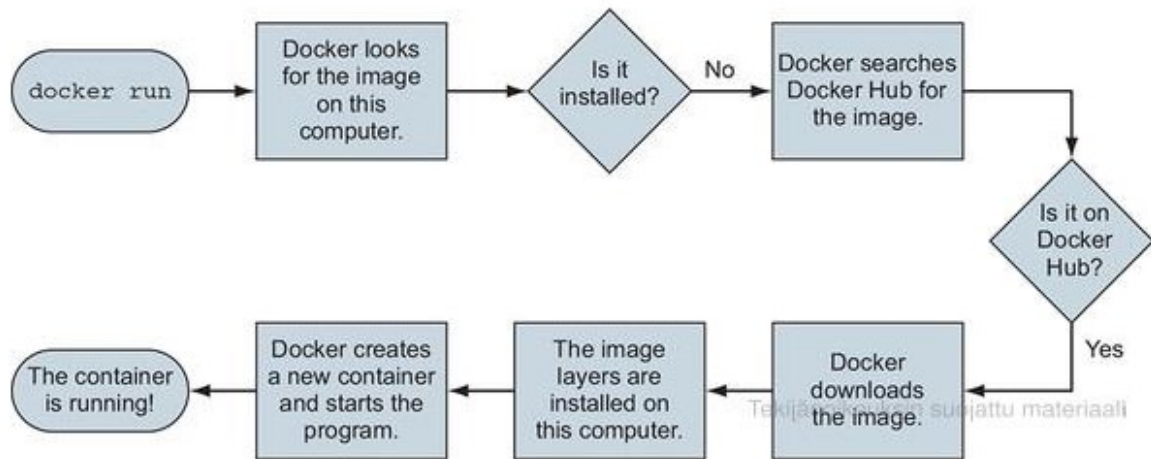 docker run
Docker looks
for the image
on this
computer.
Is it
installed?
No
Docker searches
Docker Hub for
the image.
Is it on
Docker
Hub?
Yes
Docker
downloads
the image.
The image
layers are
installed on
this computer.
Docker creates
a new container
and starts the
program.
The container
is running!
Tekijänoikeuksin suojattu materiaali